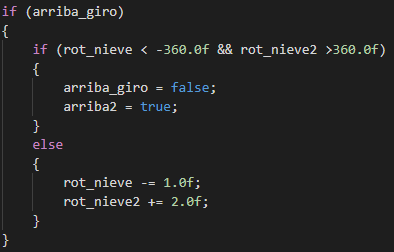 if (arriba_giro)
{
    if (rot_nieve < -360.0f && rot_nieve2 >360.0f)
    {
        arriba_giro = false;
        arriba2 = true;
    }
    else
    {
        rot_nieve -= 1.0f;
        rot_nieve2 += 2.0f;
    }
}